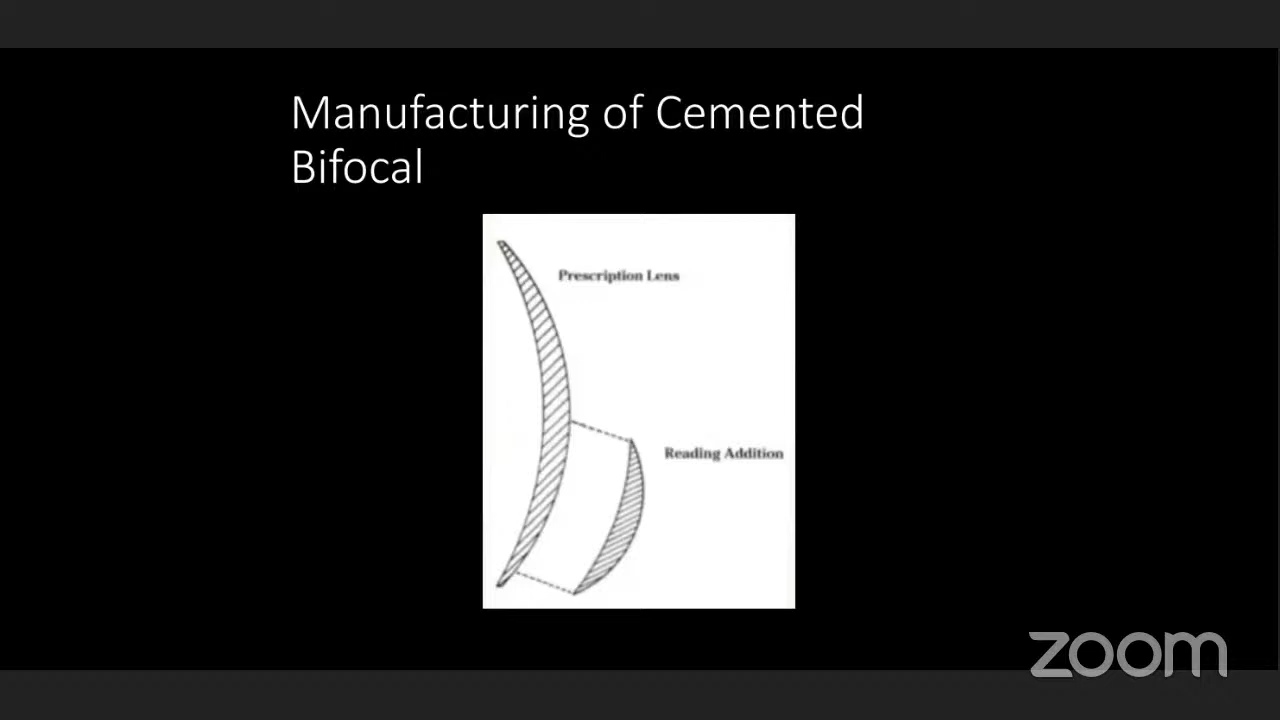 Manufacturing of Cemented
Bifocal
Prescription Lens
Reading Addition
zoom